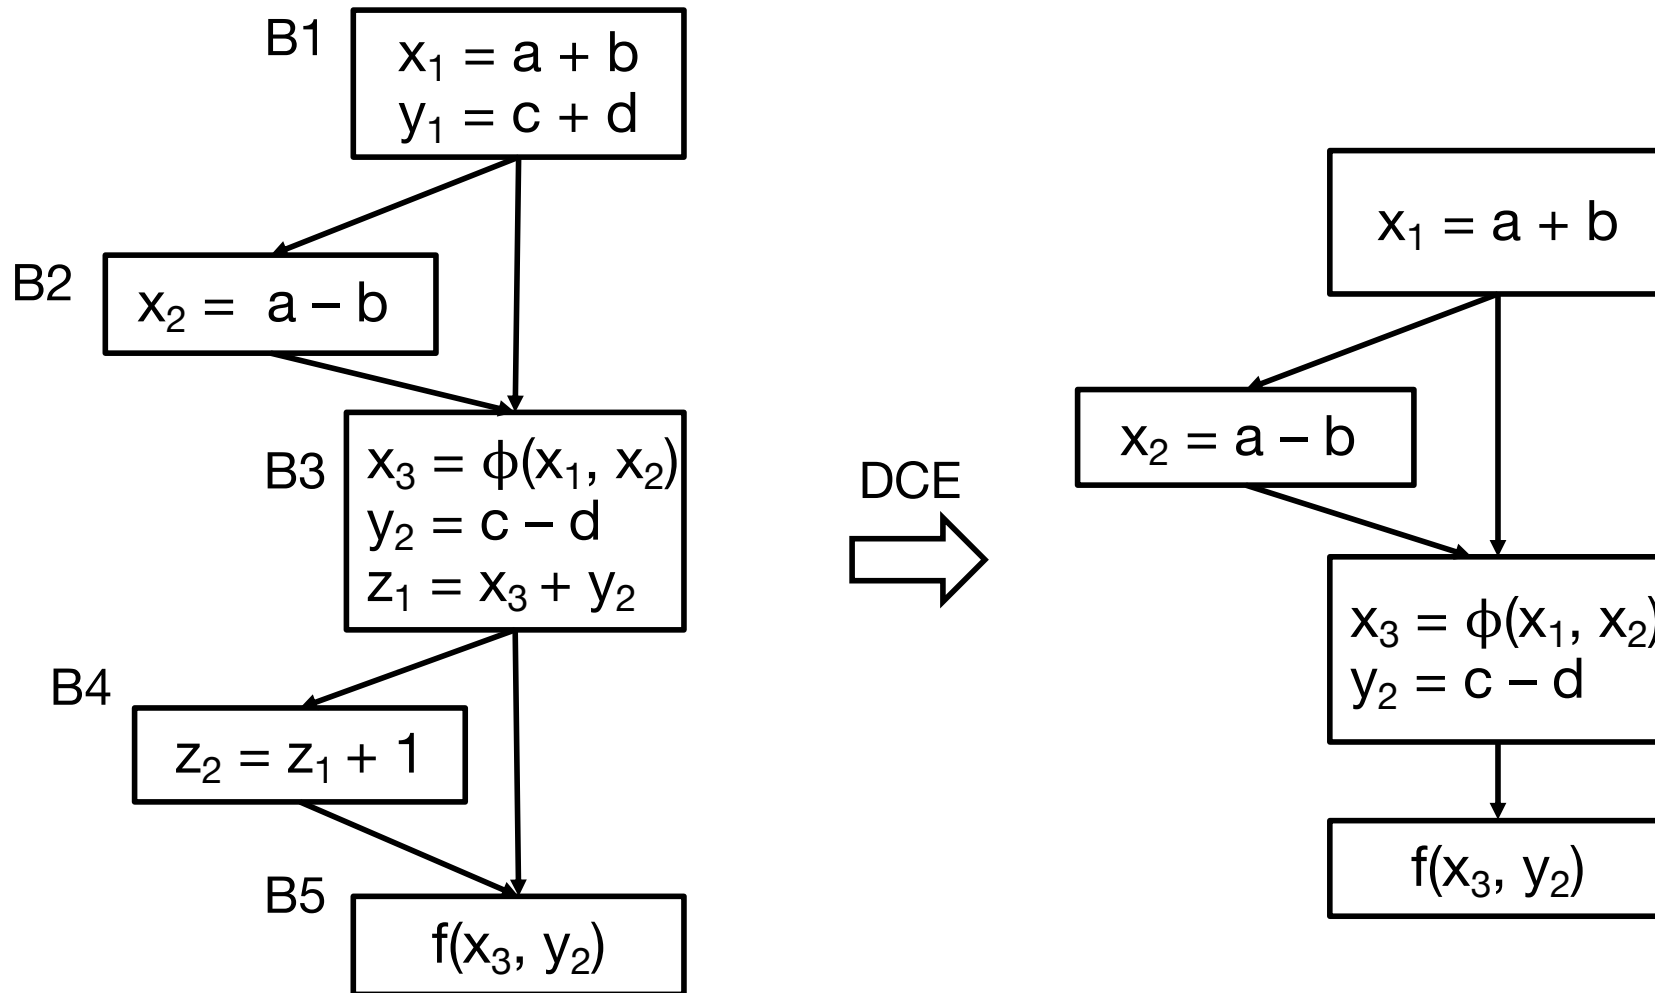 B1
x₁ = a + b
y₁ = c + d
B2
x₂ = a – b
B3
x₃ = ϕ(x₁, x₂)
y₂ = c – d
z₁ = x₃ + y₂
B4
z₂ = z₁ + 1
B5
f(x₃, y₂)
DCE
x₁ = a + b
x₂ = a – b
x₃ = ϕ(x₁, x₂)
y₂ = c – d
f(x₃, y₂)